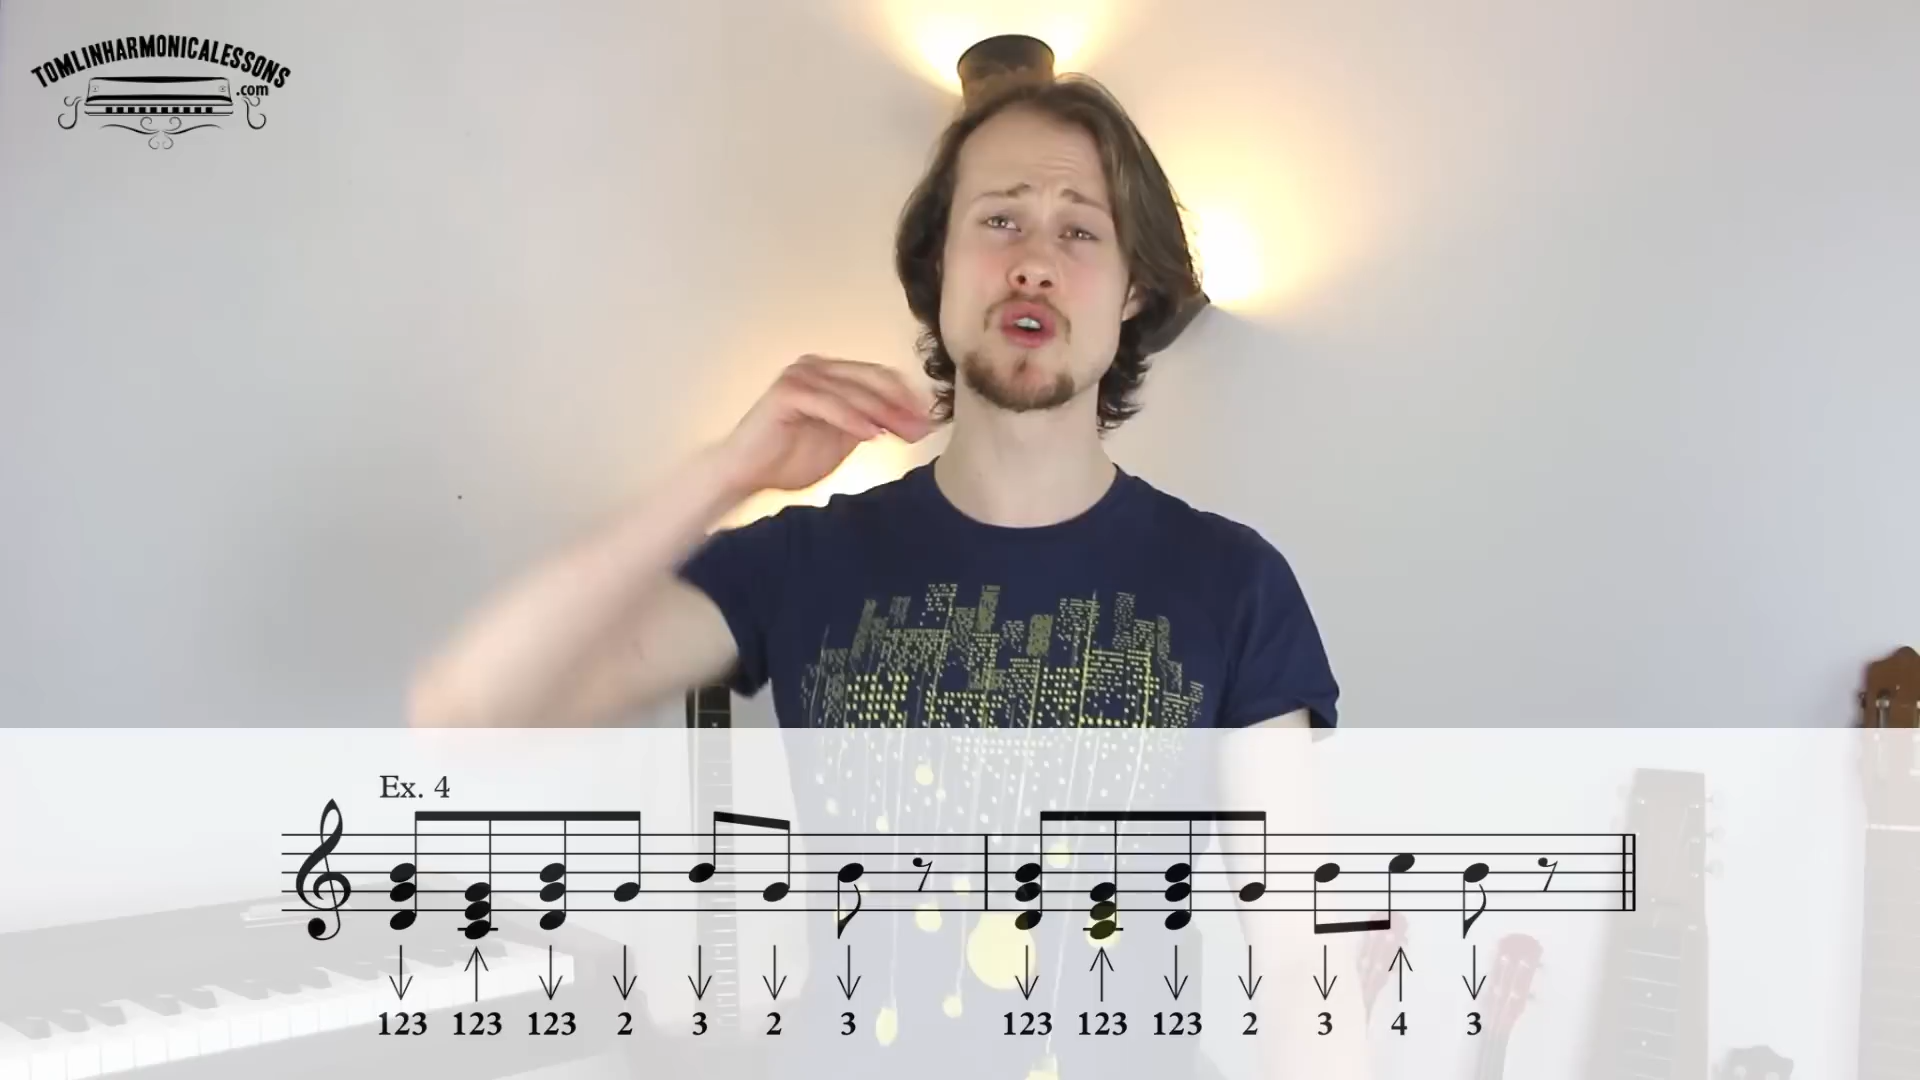 TOMLINHARMONICALESSONS
.com
Ex. 4
↓ ↑ ↓ ↓ ↓ ↓ ↓ ↓ ↑ ↓ ↓ ↓ ↑ ↓
123 123 123 2 3 2 3 123 123 123 2 3 4 3